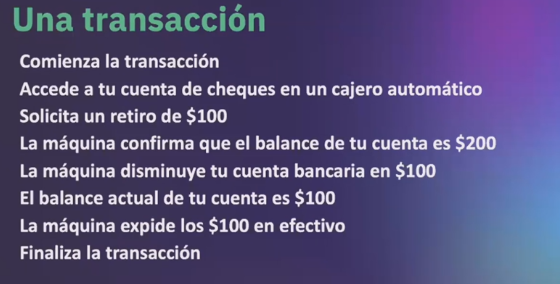 Una transacción
Comienza la transacción
Accede a tu cuenta de cheques en un cajero automático
Solicita un retiro de $100
La máquina confirma que el balance de tu cuenta es $200
La máquina disminuye tu cuenta bancaria en $100
El balance actual de tu cuenta es $100
La máquina expide los $100 en efectivo
Finaliza la transacción